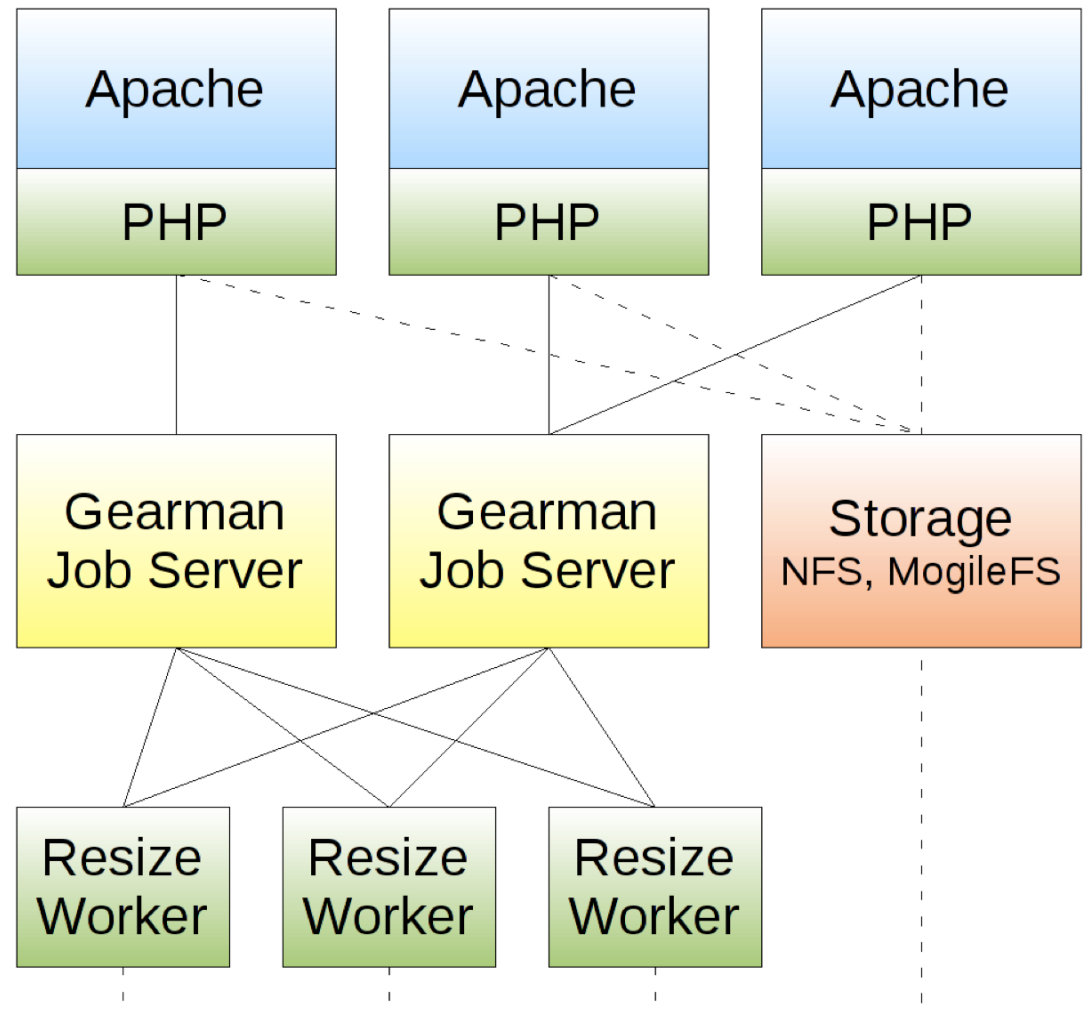 Apache
Apache
Apache
PHP
PHP
PHP
Gearman
Job Server
Gearman
Job Server
Storage
NFS, MogileFS
Resize
Worker
Resize
Worker
Resize
Worker